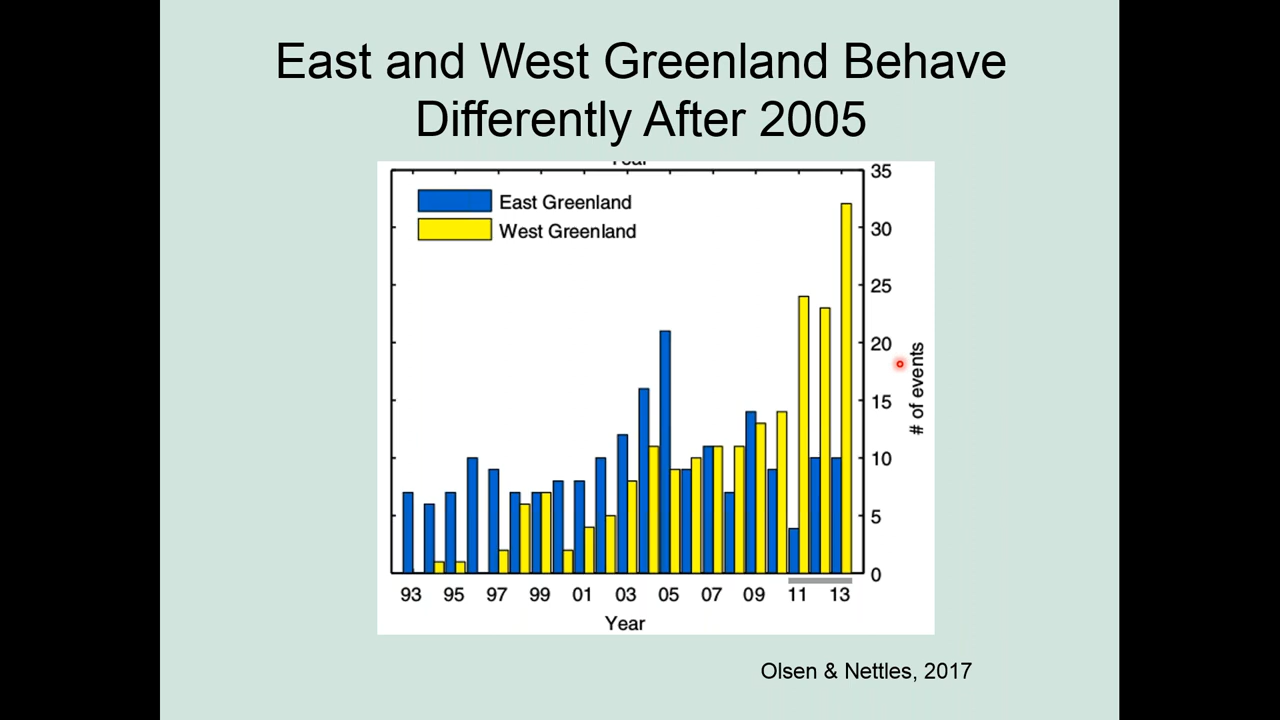 East and West Greenland Behave
Differently After 2005
Year
East Greenland
West Greenland
35
30
25
20
15
10
5
0
# of events
93 95 97 99 01 03 05 07 09 11 13
Year
Olsen & Nettles, 2017